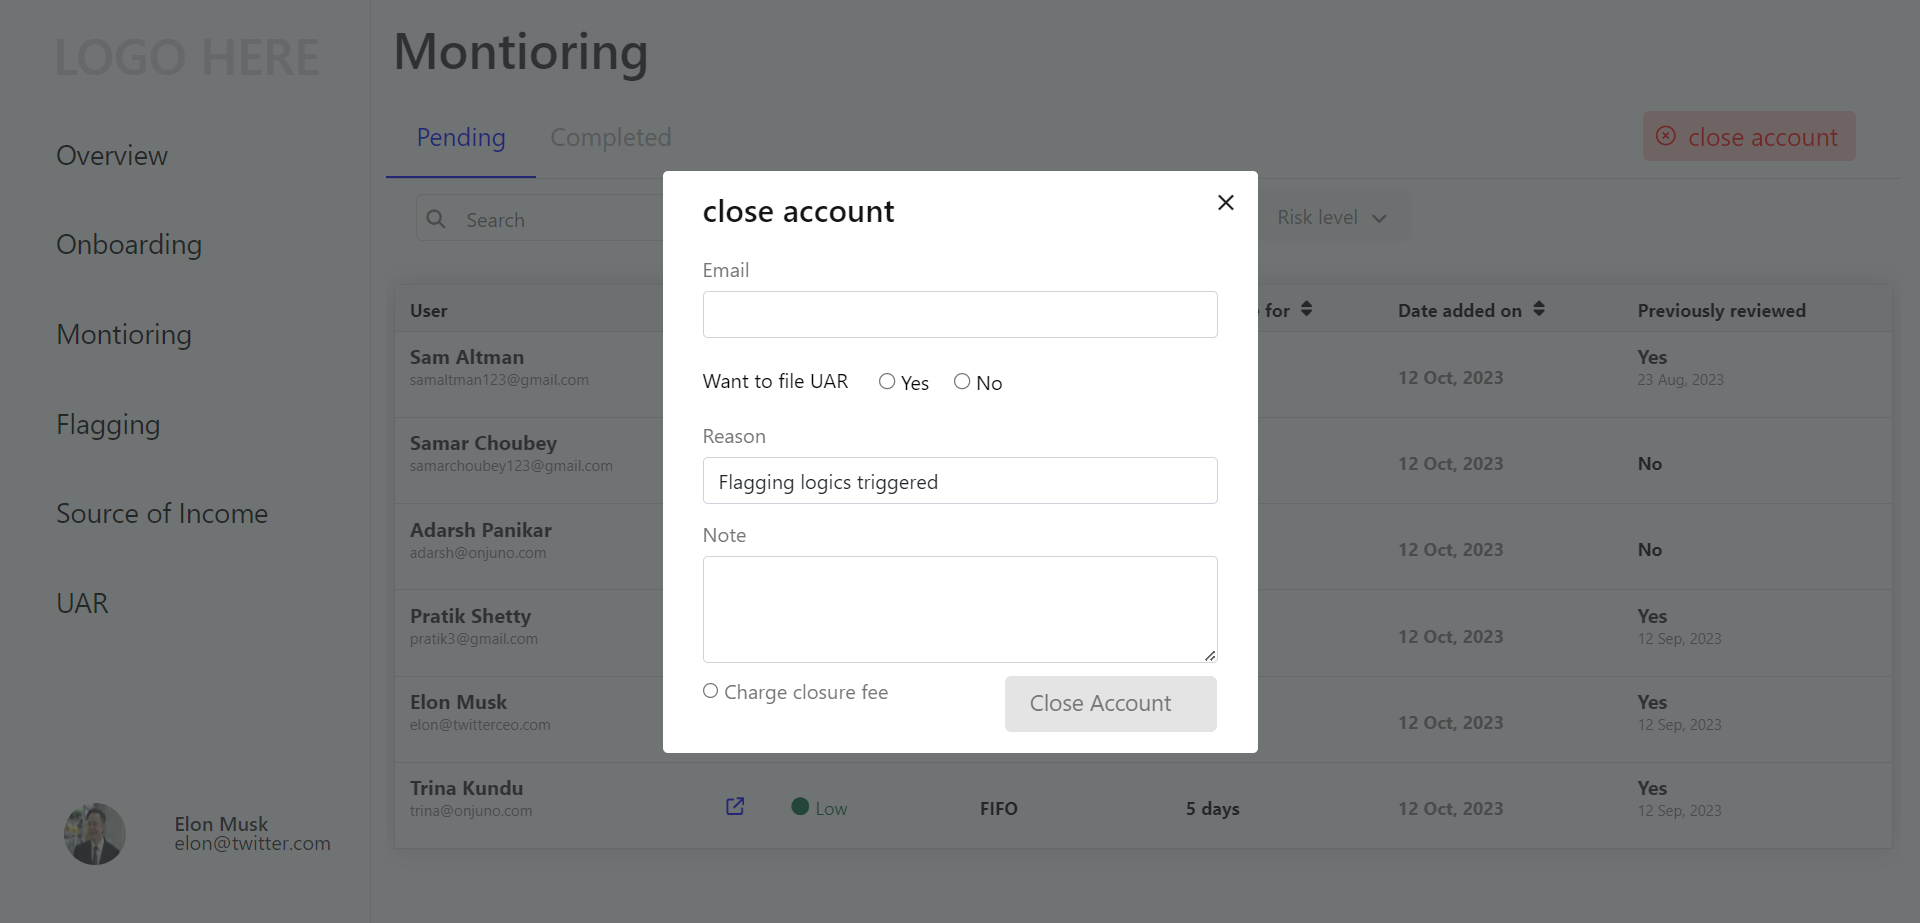 LOGO HERE
Overview
Onboarding
Montioring
Flagging
Source of Income
UAR
Elon Musk
elon@twitter.com
Montioring
Pending Completed
close account
Search
Risk level
User for Date added on Previously reviewed
Sam Altman
samaltman123@gmail.com
12 Oct, 2023
Yes
23 Aug, 2023
Samar Choubey
samarchoubey123@gmail.com
12 Oct, 2023
No
Adarsh Panikar
adarsh@onjuno.com
12 Oct, 2023
No
Pratik Shetty
pratik3@gmail.com
12 Oct, 2023
Yes
12 Sep, 2023
Elon Musk
elon@twitterceo.com
12 Oct, 2023
Yes
12 Sep, 2023
Trina Kundu
trina@onjuno.com
Low FIFO 5 days 12 Oct, 2023
Yes
12 Sep, 2023
close account
Email
Want to file UAR Yes No
Reason
Flagging logics triggered
Note
Charge closure fee
Close Account